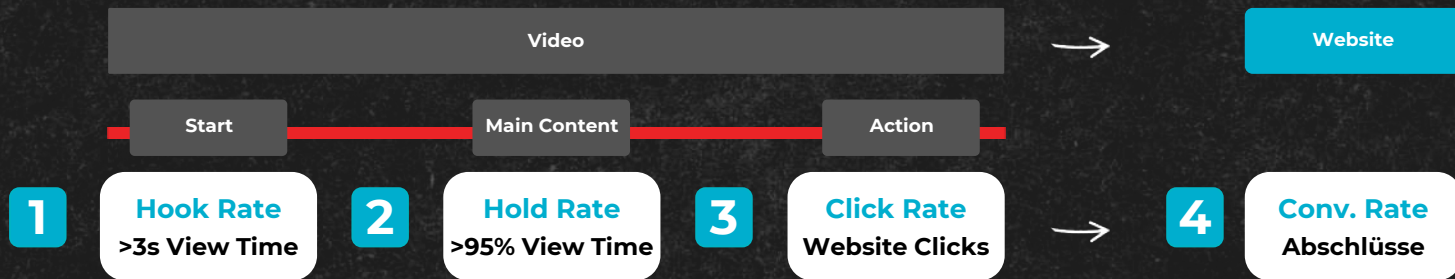 Video
Website
Start
Main Content
Action
1
Hook Rate
>3s View Time
2
Hold Rate
>95% View Time
3
Click Rate
Website Clicks
4
Conv. Rate
Abschlüsse